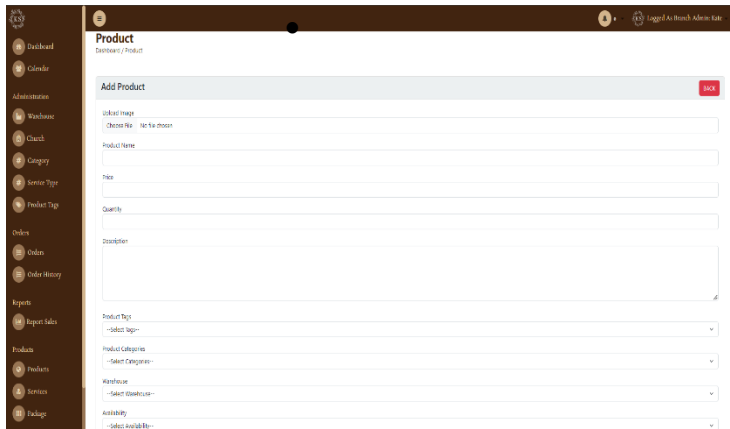 KS
Logged As Branch Admin: Kate
Dashboard
Calendar
Administration
Warehouse
Church
Category
Service Type
Product Tags
Orders
Orders
Order History
Reports
Report Sales
Products
Products
Services
Package
Product
Dashboard / Product
Add Product
BACK
Upload Image
Choose File No file chosen
Product Name
Price
Quantity
Description
Product Tags
--Select Tags--
Product Categories
--Select Categories--
Warehouse
--Select Warehouse--
Availability
--Select Availability--